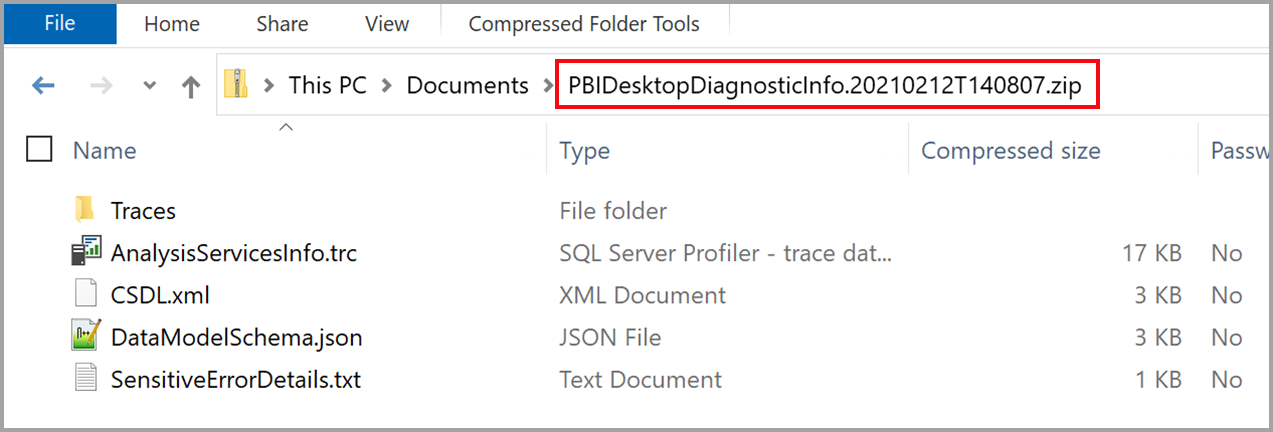 File Home Share View Compressed Folder Tools
This PC Documents PBIDesktopDiagnosticInfo.20210212T140807.zip
Name Type Compressed size Passw
Traces File folder
AnalysisServicesInfo.trc SQL Server Profiler - trace dat... 17 KB No
CSDL.xml XML Document 3 KB No
DataModelSchema.json JSON File 3 KB No
SensitiveErrorDetails.txt Text Document 1 KB No